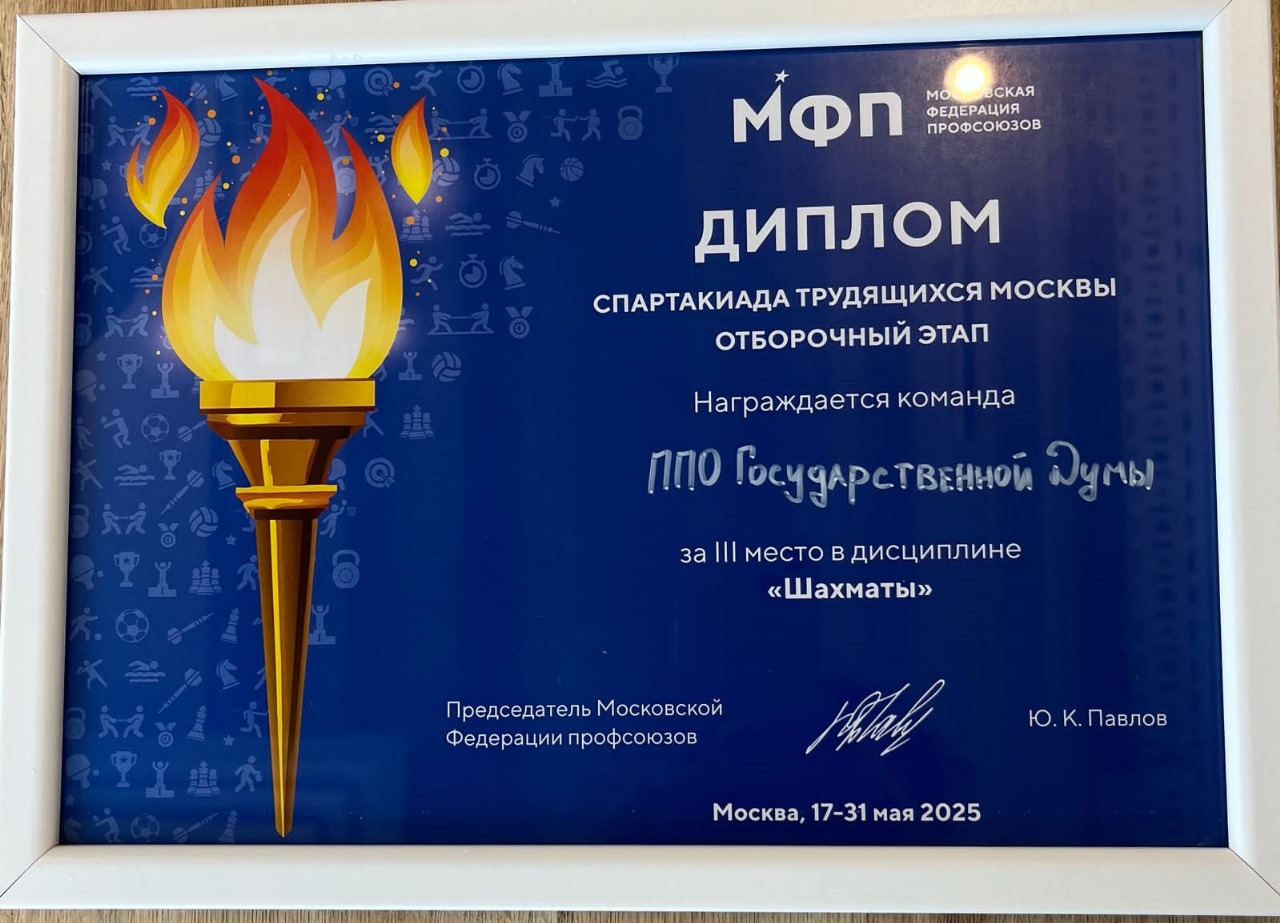 МФП
МОСКОВСКАЯ
ФЕДЕРАЦИЯ
ПРОФСОЮЗОВ
ДИПЛОМ
СПАРТАКИАДА ТРУДЯЩИХСЯ МОСКВЫ
ОТБОРОЧНЫЙ ЭТАП
Награждается команда
ППО Государственной Думы
за III место в дисциплине
«Шахматы»
Председатель Московской
Федерации профсоюзов
Ю. К. Павлов
Москва, 17-31 мая 2025